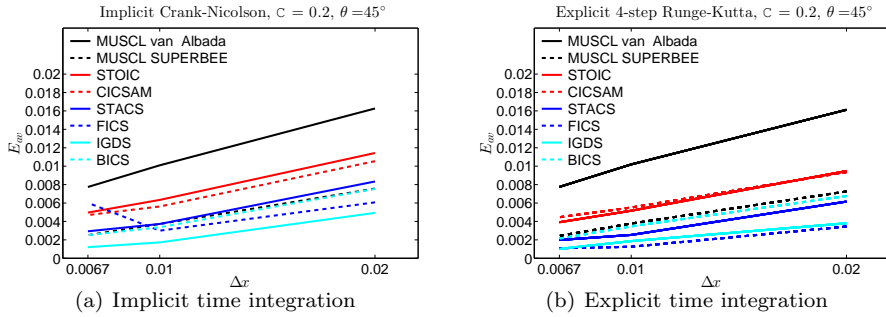 Implicit Crank-Nicolson, C = 0.2, θ =45°
MUSCL van Albada
MUSCL SUPERBEE
STOIC
CICSAM
STACS
FICS
IGDS
BICS
0.02
0.018
0.016
0.014
0.012
0.01
0.008
0.006
0.004
0.002
0
E_av
0.0067
0.01
0.02
Δx
(a) Implicit time integration
Explicit 4-step Runge-Kutta, C = 0.2, θ =45°
MUSCL van Albada
MUSCL SUPERBEE
STOIC
CICSAM
STACS
FICS
IGDS
BICS
0.02
0.018
0.016
0.014
0.012
0.01
0.008
0.006
0.004
0.002
0
E_av
0.0067
0.01
0.02
Δx
(b) Explicit time integration